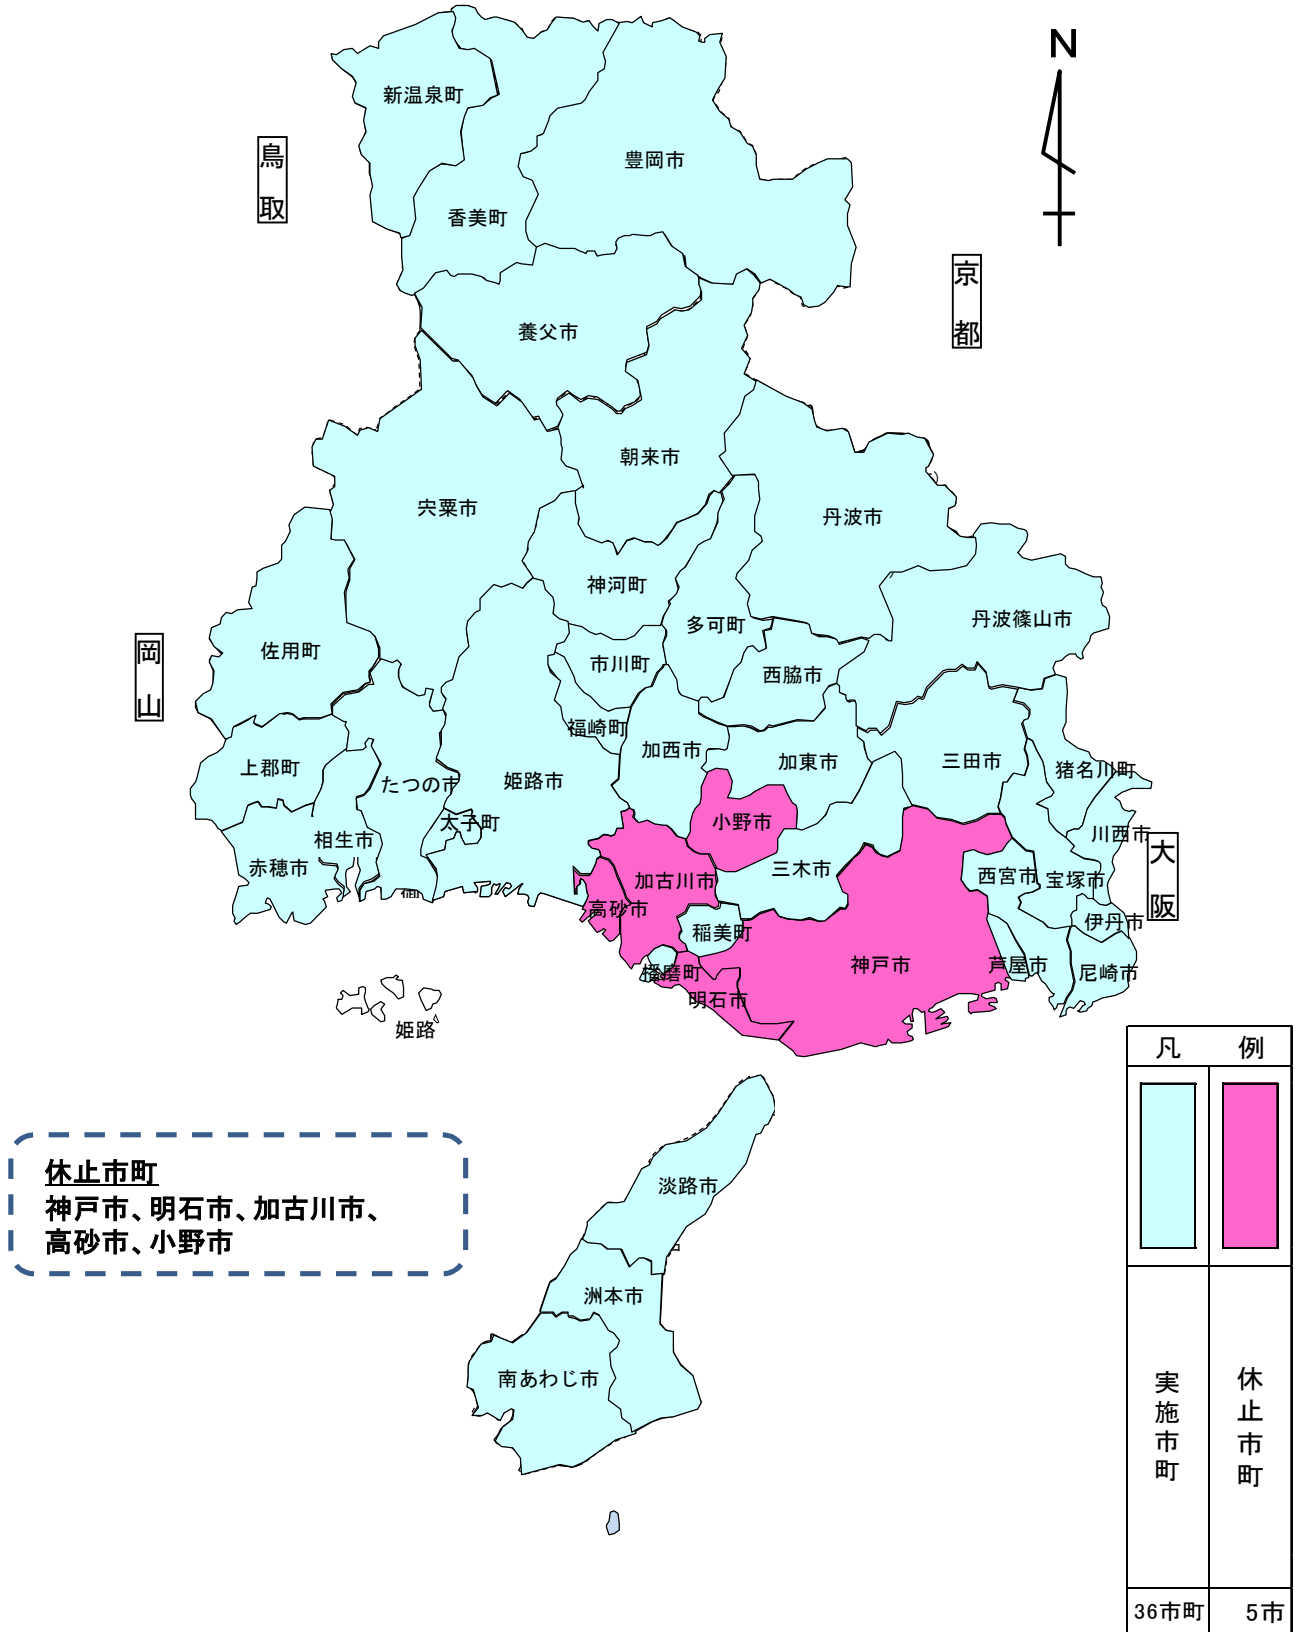 N
新温泉町
鳥取
豊岡市
香美町
京都
養父市
朝来市
宍粟市
丹波市
神河町
丹波篠山市
多可町
岡山
佐用町
市川町
西脇市
福崎町
加西市
加東市
三田市
上郡町
猪名川町
たつの市
姫路市
太子町
小野市
川西市
相生市
大阪
赤穂市
三木市
西宮市
宝塚市
加古川市
高砂市
伊丹市
稲美町
神戸市
芦屋市
播磨町
尼崎市
明石市
姫路
凡例
休止市町
神戸市、明石市、加古川市、
高砂市、小野市
淡路市
洲本市
南あわじ市
実施市町
休止市町
36市町
5市